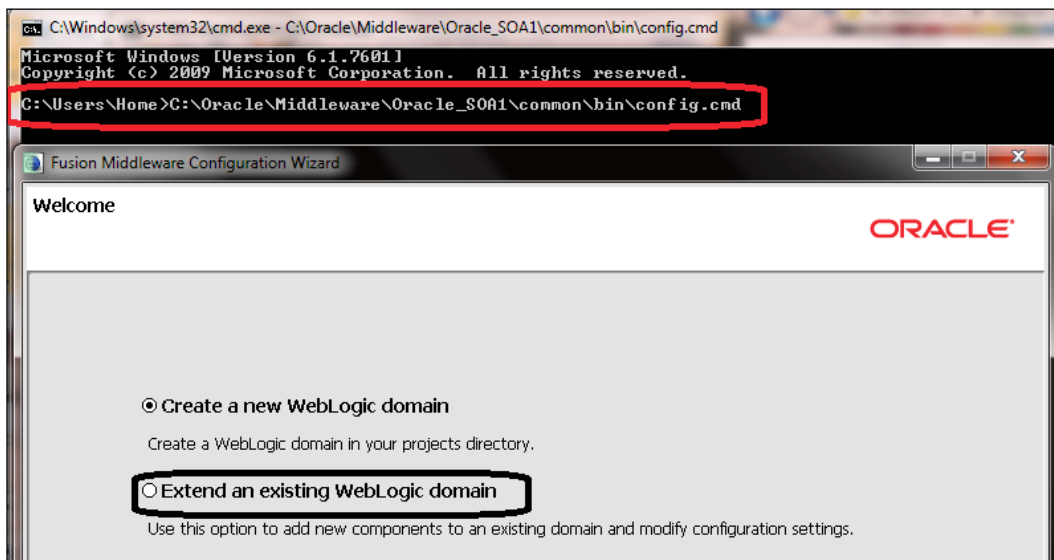 C:\Windows\system32\cmd.exe - C:\Oracle\Middleware\Oracle_SOA1\common\bin\config.cmd
Microsoft Windows [Version 6.1.7601]
Copyright (c) 2009 Microsoft Corporation.  All rights reserved.
C:\Users\Home>C:\Oracle\Middleware\Oracle_SOA1\common\bin\config.cmd
Fusion Middleware Configuration Wizard
Welcome
ORACLE
Create a new WebLogic domain
Create a WebLogic domain in your projects directory.
Extend an existing WebLogic domain
Use this option to add new components to an existing domain and modify configuration settings.